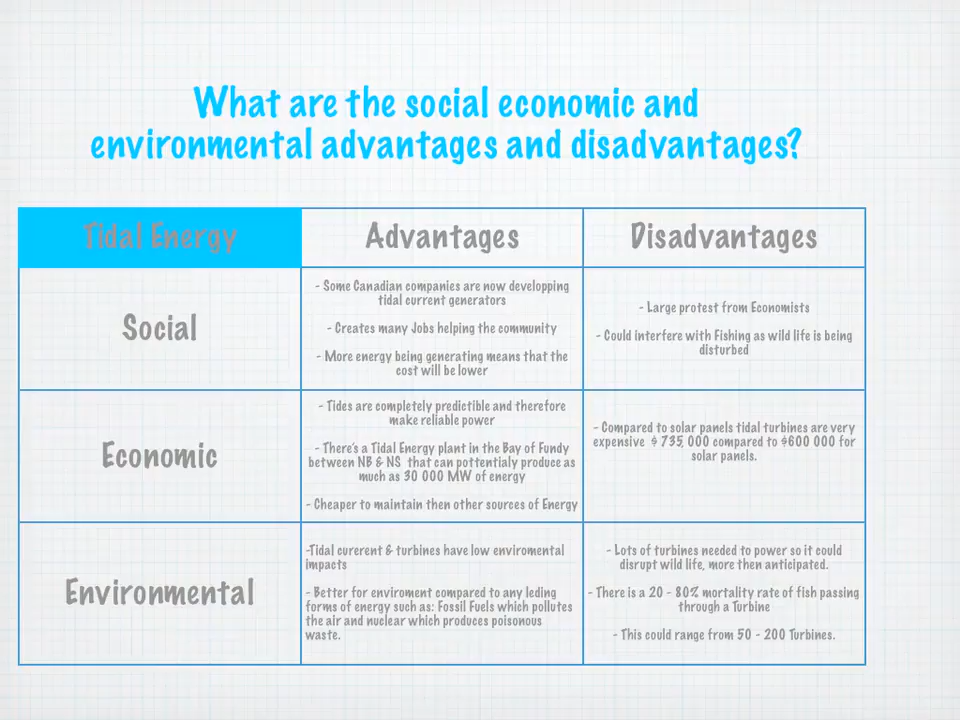 What are the social economic and
environmental advantages and disadvantages?
Tidal Energy
Advantages
Disadvantages
Social
- Some Canadian companies are now developping
tidal current generators
- Creates many Jobs helping the community
- More energy being generating means that the
cost will be lower
- Large protest from Economists
- Could interfere with Fishing as wild life is being
disturbed
Economic
- Tides are completely predictible and therefore
make reliable power
- There's a Tidal Energy plant in the Bay of Fundy
between NB & NS that can pottentialy produce as
much as 30 000 MW of energy
- Cheaper to maintain then other sources of Energy
- Compared to solar panels tidal turbines are very
expensive $ 735, 000 compared to $600 000 for
solar panels.
Environmental
-Tidal curerent & turbines have low enviromental
impacts
- Better for enviroment compared to any leding
forms of energy such as: Fossil Fuels which pollutes
the air and nuclear which produces poisonous
waste.
- Lots of turbines needed to power so it could
disrupt wild life, more then anticipated.
- There is a 20 - 80% mortality rate of fish passing
through a Turbine
- This could range from 50 - 200 Turbines.